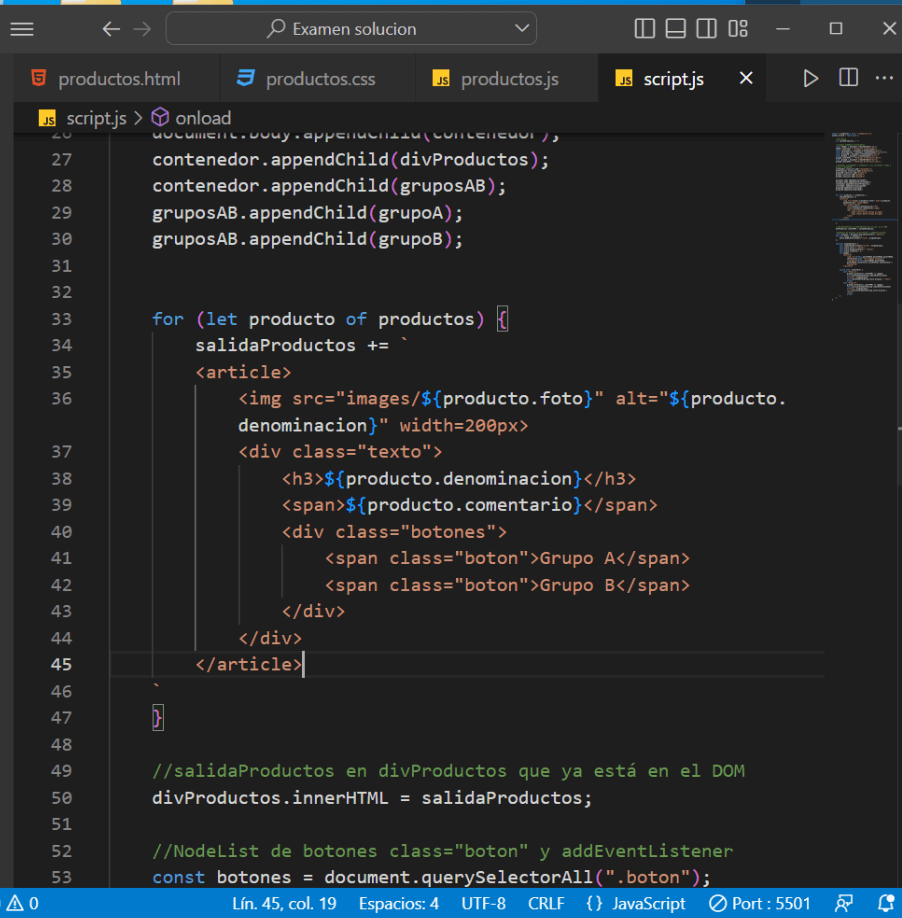 Examen solucion
productos.html
productos.css
JS productos.js
JS script.js
JS script.js > onload
26 document.body.appendChild(contenedor);
27 contenedor.appendChild(divProductos);
28 contenedor.appendChild(gruposAB);
29 gruposAB.appendChild(grupoA);
30 gruposAB.appendChild(grupoB);
31
32
33 for (let producto of productos) {
34 salidaProductos += `
35 <article>
36 <img src="images/${producto.foto}" alt="${producto.
denominacion}" width=200px>
37 <div class="texto">
38 <h3>${producto.denominacion}</h3>
39 <span>${producto.comentario}</span>
40 <div class="botones">
41 <span class="boton">Grupo A</span>
42 <span class="boton">Grupo B</span>
43 </div>
44 </div>
45 </article>
46 `
47 }
48
49 //salidaProductos en divProductos que ya está en el DOM
50 divProductos.innerHTML = salidaProductos;
51
52 //NodeList de botones class="boton" y addEventListener
53 const botones = document.querySelectorAll(".boton");
0 Lín. 45, col. 19 Espacios: 4 UTF-8 CRLF {} JavaScript Port : 5501